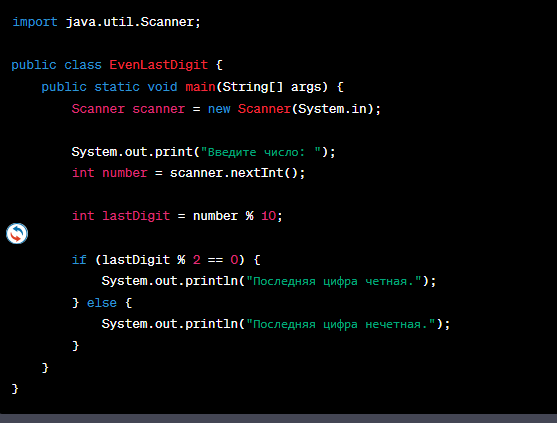 import java.util.Scanner;
public class EvenLastDigit {
public static void main(String[] args) {
Scanner scanner = new Scanner(System.in);
System.out.print("Введите число: ");
int number = scanner.nextInt();
int lastDigit = number % 10;
if (lastDigit % 2 == 0) {
System.out.println("Последняя цифра четная.");
} else {
System.out.println("Последняя цифра нечетная.");
}
}
}